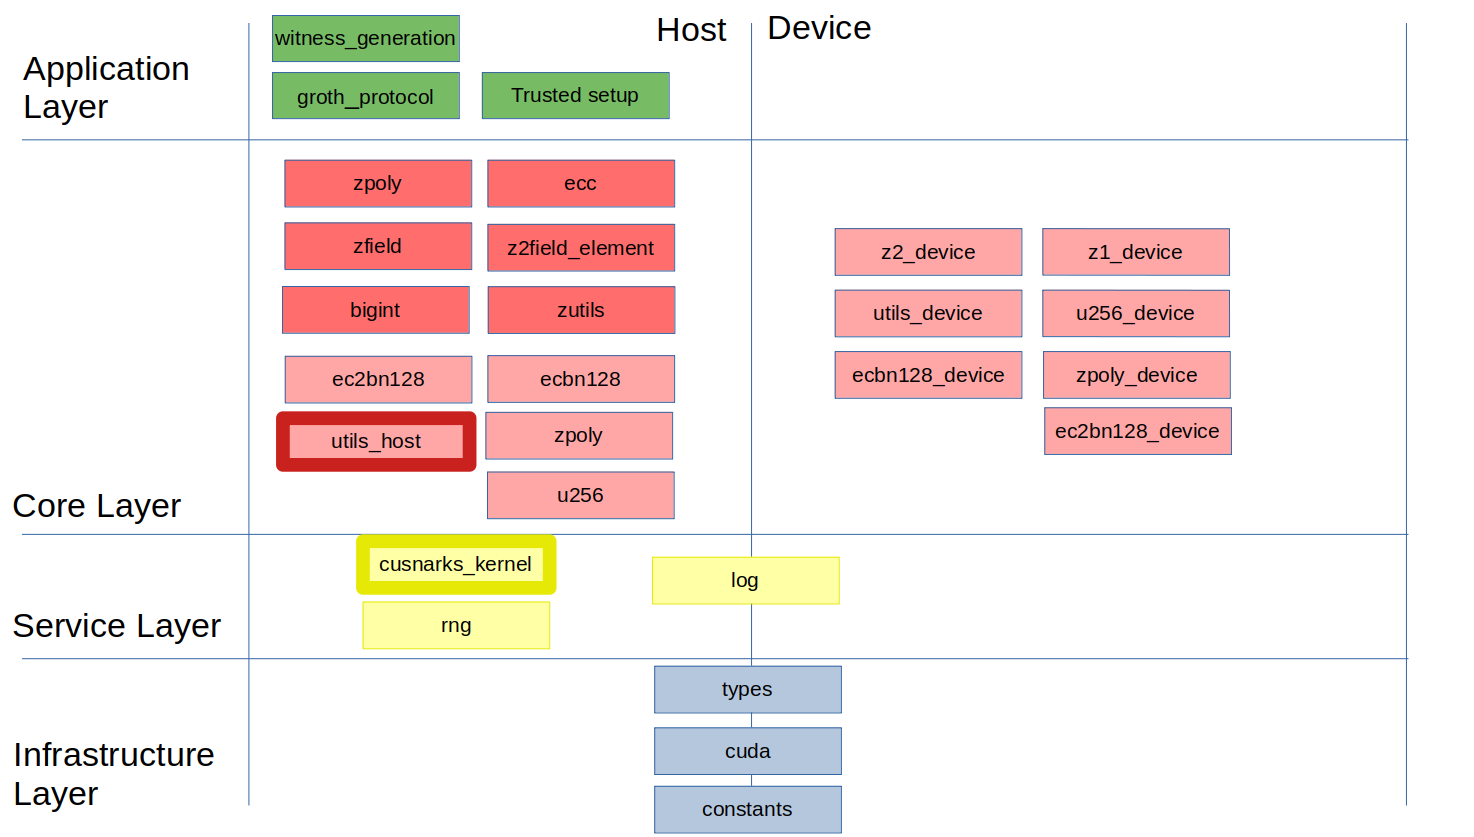 Host
Device
Application
Layer
witness_generation
groth_protocol
Trusted setup
Core Layer
zpoly
ecc
zfield
z2field_element
bigint
zutils
ec2bn128
ecbn128
utils_host
zpoly
u256
z2_device
z1_device
utils_device
u256_device
ecbn128_device
zpoly_device
ec2bn128_device
Service Layer
cusnarks_kernel
log
rng
Infrastructure
Layer
types
cuda
constants